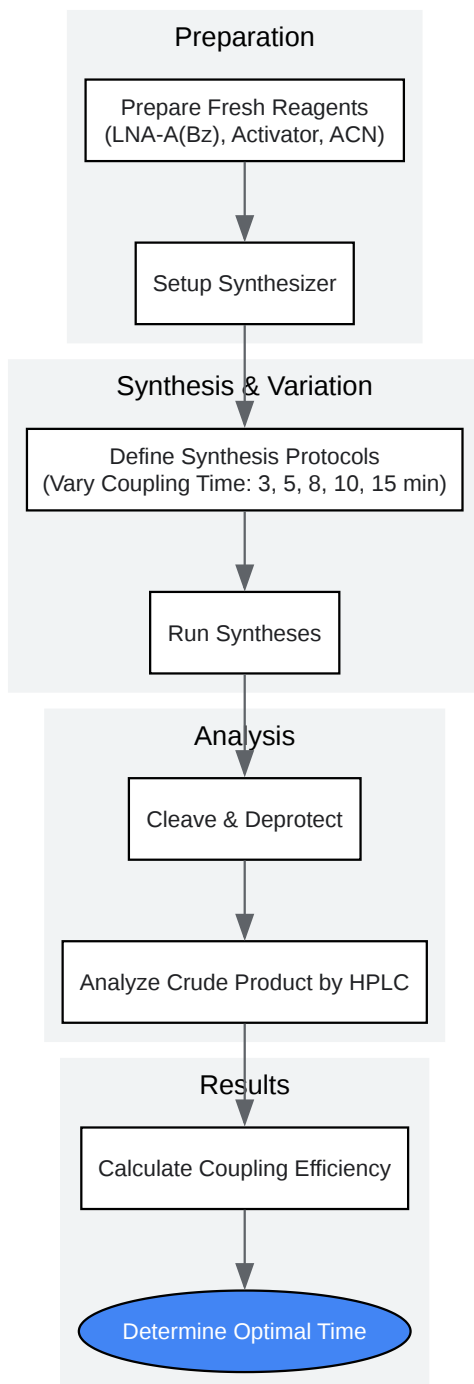 Preparation
Prepare Fresh Reagents
(LNA-A(Bz), Activator, ACN)
Setup Synthesizer
Synthesis & Variation
Define Synthesis Protocols
(Vary Coupling Time: 3, 5, 8, 10, 15 min)
Run Syntheses
Analysis
Cleave & Deprotect
Analyze Crude Product by HPLC
Results
Calculate Coupling Efficiency
Determine Optimal Time